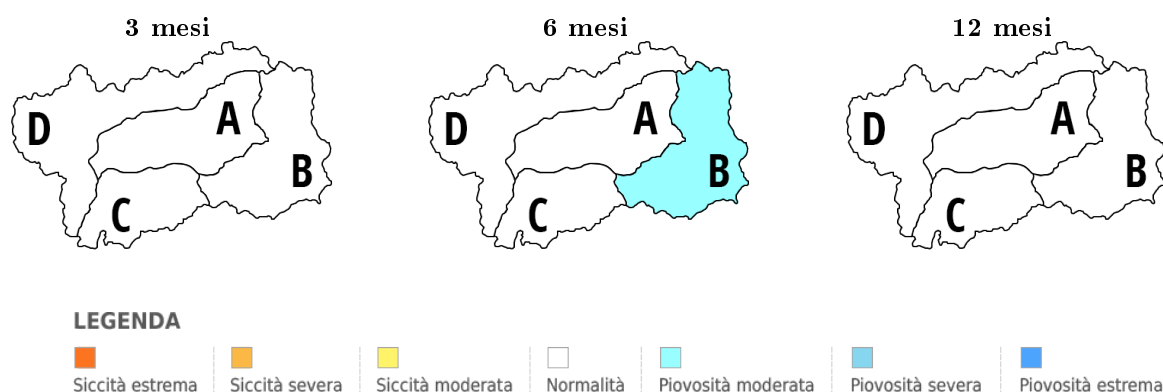 3 mesi 6 mesi 12 mesi
A A A
D D D
B B B
C C C
LEGENDA
Siccità estrema Siccità severa Siccità moderata Normalità Piovosità moderata Piovosità severa Piovosità estrema